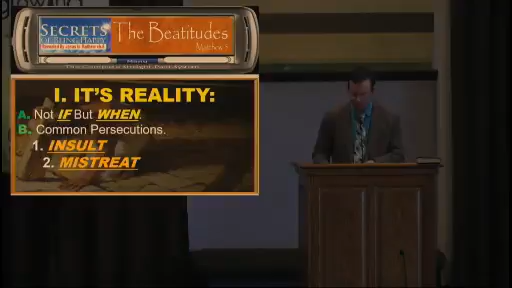 SECRETS
OF BEING HAPPY
The Beatitudes
Matthew 5
I. IT'S REALITY:
A. Not IF But WHEN.
B. Common Persecutions.
1. INSULT
2. MISTREAT